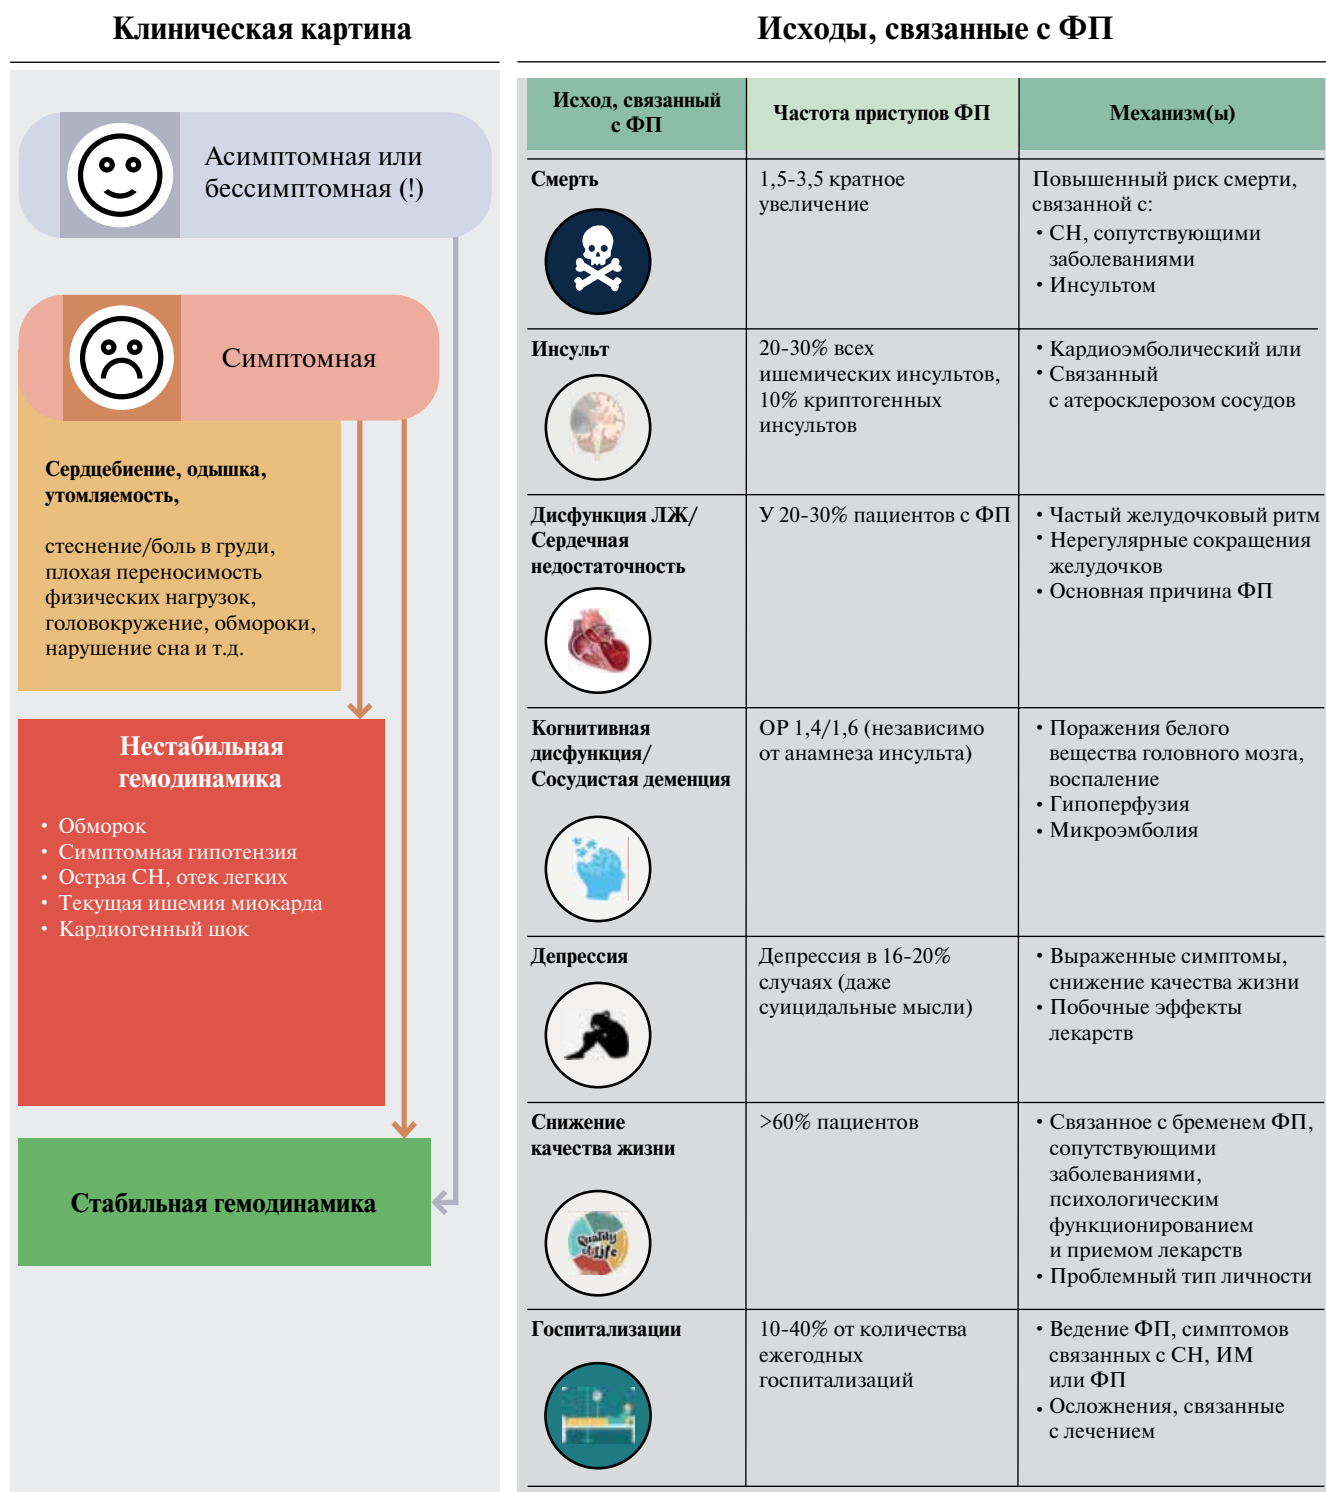 Клиническая картина
Асимптомная или
бессимптомная (!)
Симптомная
Сердцебиение, одышка,
утомляемость,
стеснение/боль в груди,
плохая переносимость
физических нагрузок,
головокружение, обмороки,
нарушение сна и т.д.
Нестабильная
гемодинамика
• Обморок
• Симптомная гипотензия
• Острая СН, отек легких
• Текущая ишемия миокарда
• Кардиогенный шок
Стабильная гемодинамика
Исходы, связанные с ФП
Исход, связанный
с ФП
Частота приступов ФП
Механизм(ы)
Смерть
1,5-3,5 кратное
увеличение
Повышенный риск смерти,
связанной с:
• СН, сопутствующими
заболеваниями
• Инсультом
Инсульт
20-30% всех
ишемических инсультов,
10% криптогенных
инсультов
• Кардиоэмболический или
• Связанный
с атеросклерозом сосудов
Дисфункция ЛЖ/
Сердечная
недостаточность
У 20-30% пациентов с ФП
• Частый желудочковый ритм
• Нерегулярные сокращения
желудочков
• Основная причина ФП
Когнитивная
дисфункция/
Сосудистая деменция
ОР 1,4/1,6 (независимо
от анамнеза инсульта)
• Поражения белого
вещества головного мозга,
воспаление
• Гипоперфузия
• Микроэмболия
Депрессия
Депрессия в 16-20%
случаях (даже
суицидальные мысли)
• Выраженные симптомы,
снижение качества жизни
• Побочные эффекты
лекарств
Снижение
качества жизни
Quality
of Life
>60% пациентов
• Связанное с бременем ФП,
сопутствующими
заболеваниями,
психологическим
функционированием
и приемом лекарств
• Проблемный тип личности
Госпитализации
10-40% от количества
ежегодных
госпитализаций
• Ведение ФП, симптомов
связанных с СН, ИМ
или ФП
• Осложнения, связанные
с лечением